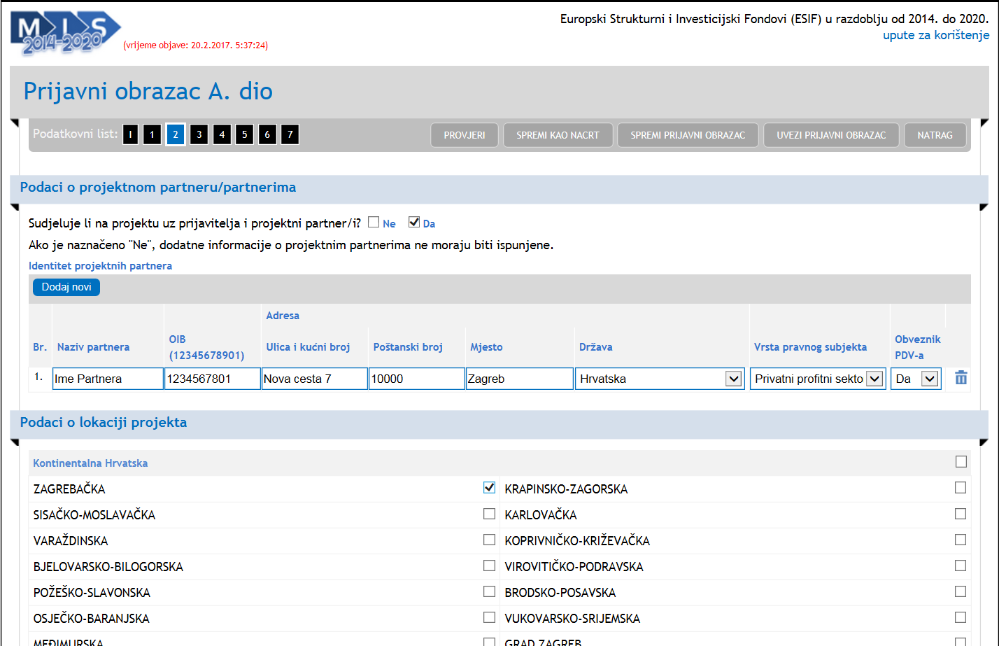 MIS
2014-2020
(vrijeme objave: 20.2.2017. 5:37:24)
Europski Strukturni i Investicijski Fondovi (ESIF) u razdoblju od 2014. do 2020.
upute za korištenje
Prijavni obrazac A. dio
Podatkovni list: I 1 2 3 4 5 6 7 PROVJERI SPREMI KAO NACRT SPREMI PRIJAVNI OBRAZAC UVEZI PRIJAVNI OBRAZAC NATRAG
Podaci o projektnom partneru/partnerima
Sudjeluje li na projektu uz prijavitelja i projektni partner/i? Ne Da
Ako je naznačeno "Ne", dodatne informacije o projektnim partnerima ne moraju biti ispunjene.
Identitet projektnih partnera
Dodaj novi
Adresa
Br. Naziv partnera OIB (12345678901) Ulica i kućni broj Poštanski broj Mjesto Država Vrsta pravnog subjekta Obveznik PDV-a
1. Ime Partnera 1234567801 Nova cesta 7 10000 Zagreb Hrvatska Privatni profitni sekto Da
Podaci o lokaciji projekta
Kontinentalna Hrvatska
ZAGREBAČKA KRAPINSKO-ZAGORSKA
SISAČKO-MOSLAVAČKA KARLOVAČKA
VARAŽDINSKA KOPRIVNIČKO-KRIŽEVAČKA
BJELOVARSKO-BILOGORSKA VIROVITIČKO-PODRAVSKA
POŽEŠKO-SLAVONSKA BRODSKO-POSAVSKA
OSJEČKO-BARANJSKA VUKOVARSKO-SRIJEMSKA
MEĐIMURSKA GRAD ZAGREB